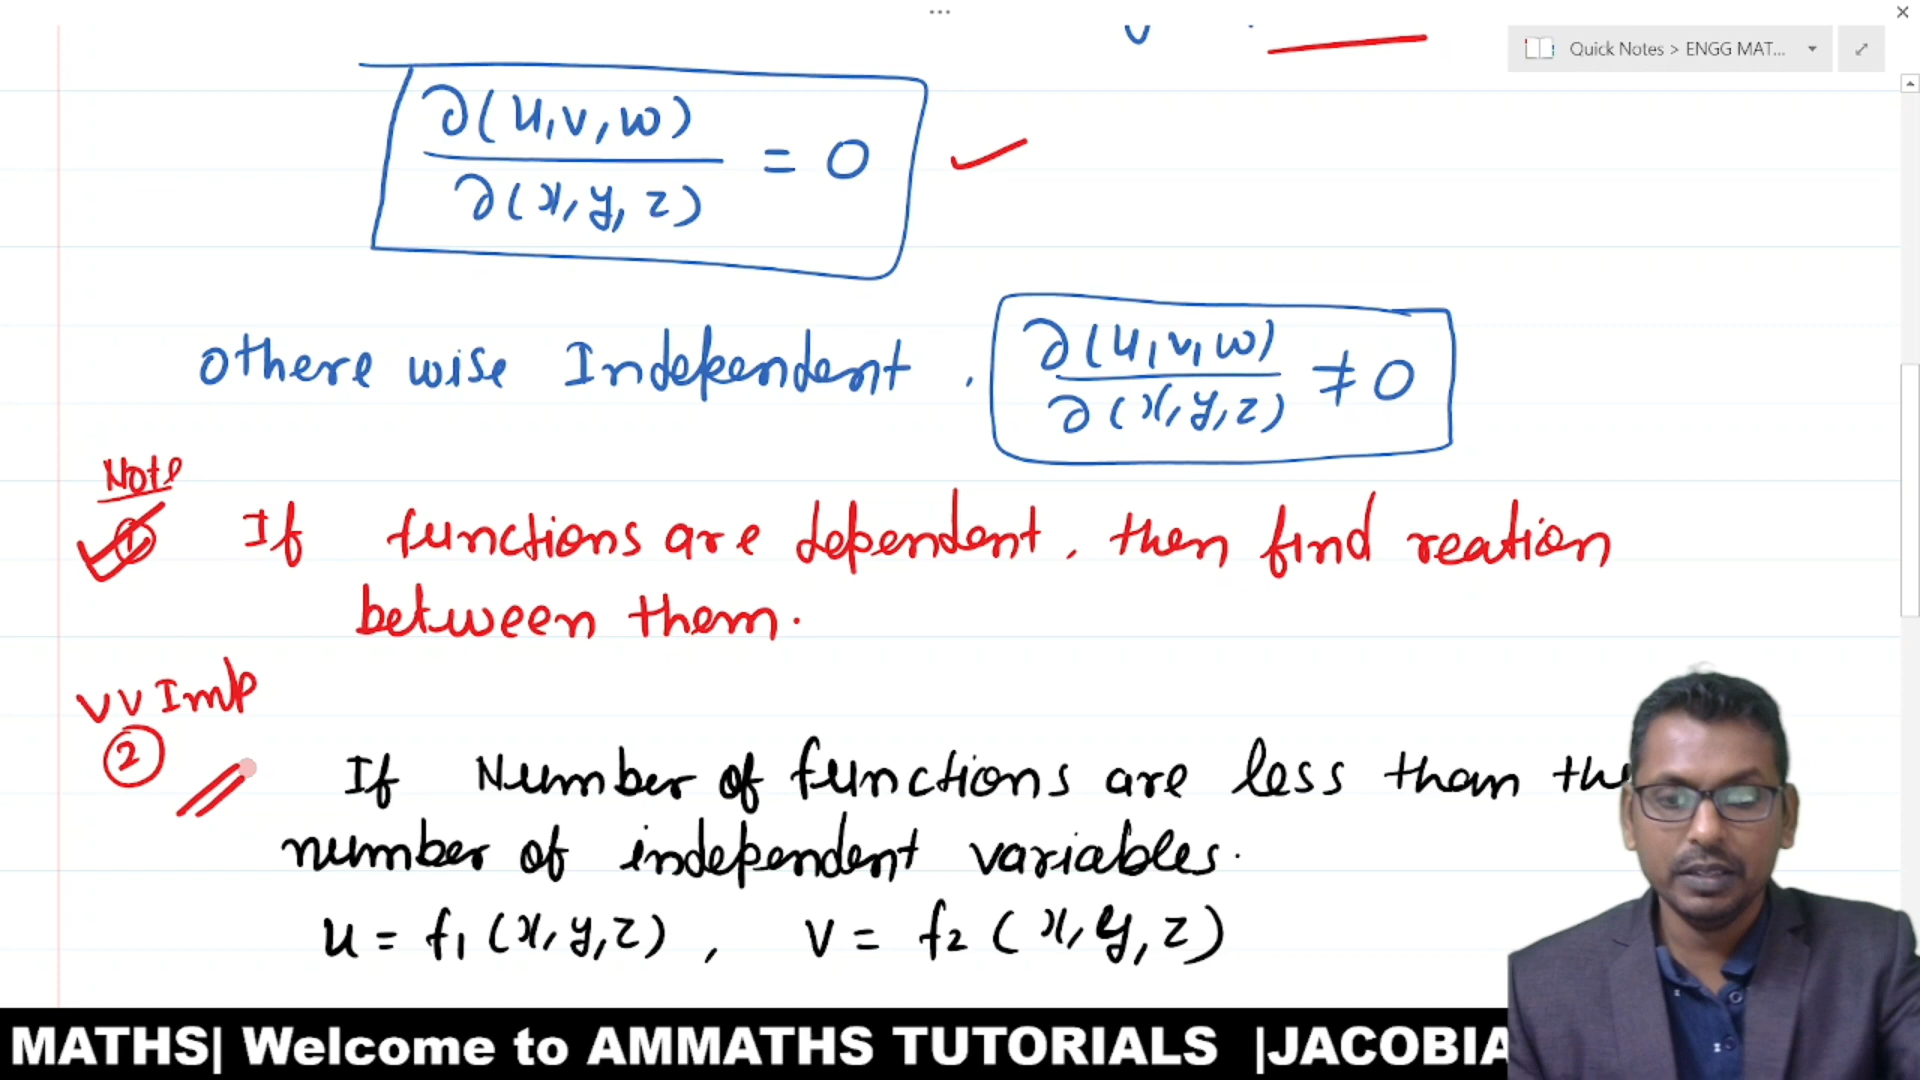 Quick Notes > ENGG MAT...
∂(u,v,w)
∂(x,y,z)
= 0
othere wise Independent. ∂(u,v,w)
∂(x,y,z)
≠ 0
Note
① If functions are dependent, then find reation
between them.
VV Imp
② If Number of functions are less than the
number of independent variables.
u = f1 (x,y,z), v = f2 (x,y,z)
MATHS| Welcome to AMMATHS TUTORIALS |JACOBIA